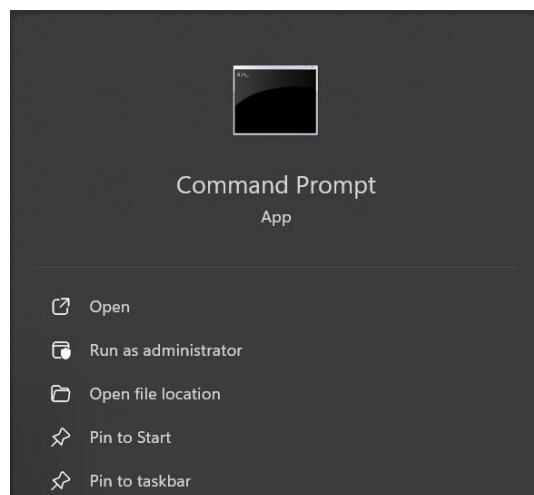 Command Prompt
App
Open
Run as administrator
Open file location
Pin to Start
Pin to taskbar